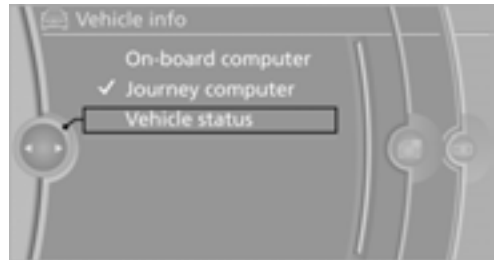 Vehicle info
On-board computer
✓ Journey computer
Vehicle status